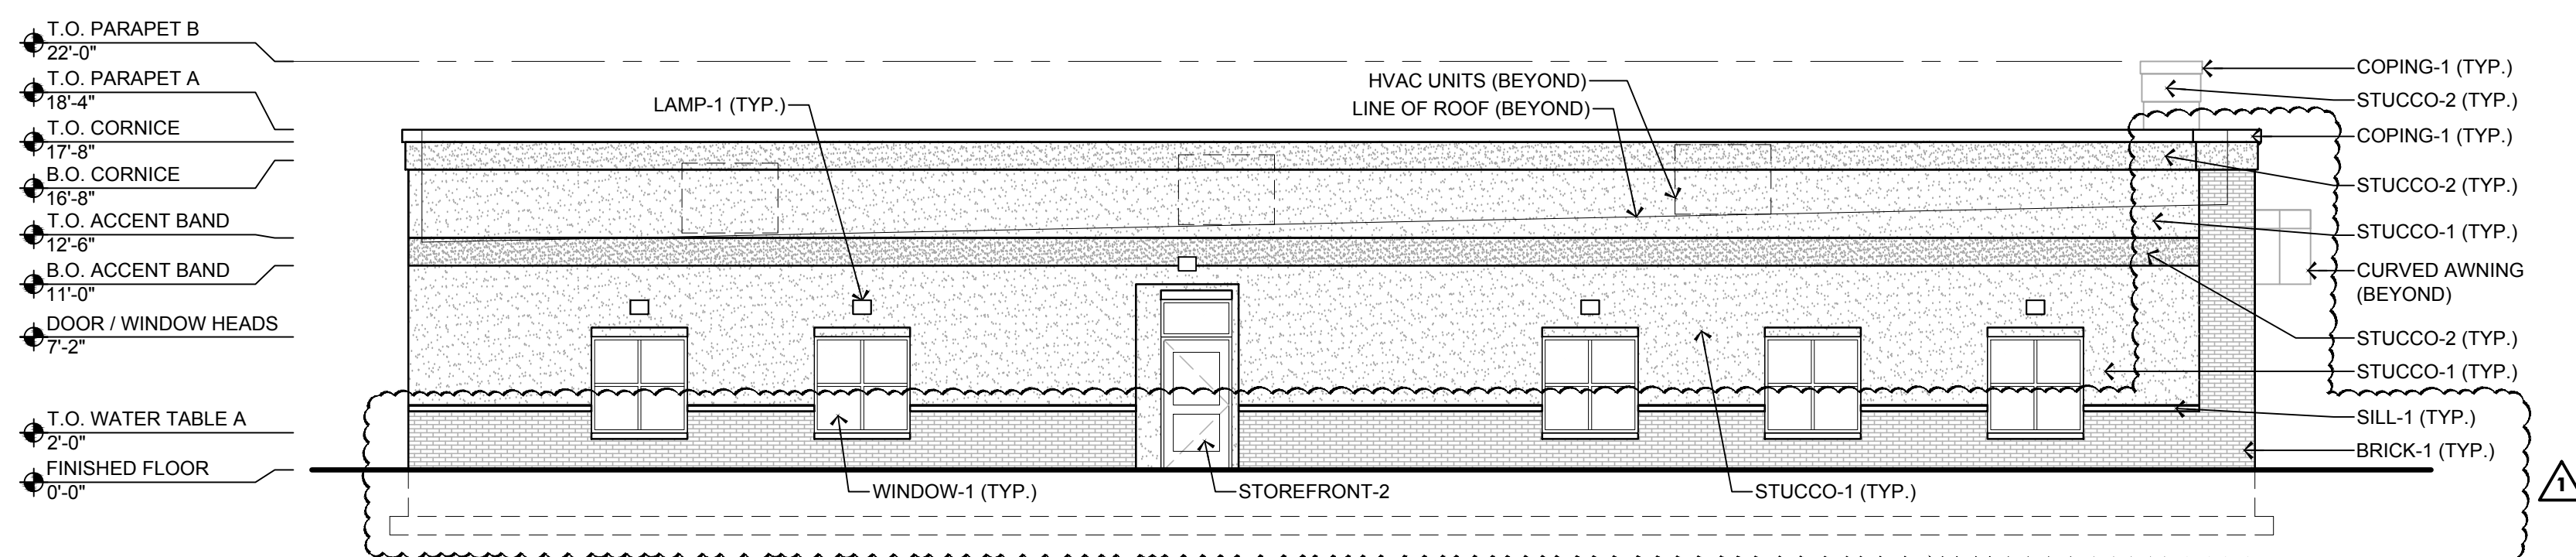 T.O. PARAPET B
22'-0"
T.O. PARAPET A
18'-4"
T.O. CORNICE
17'-8"
B.O. CORNICE
16'-8"
T.O. ACCENT BAND
12'-6"
B.O. ACCENT BAND
11'-0"
DOOR / WINDOW HEADS
7'-2"
T.O. WATER TABLE A
2'-0"
FINISHED FLOOR
0'-0"
LAMP-1 (TYP.)
HVAC UNITS (BEYOND)
LINE OF ROOF (BEYOND)
WINDOW-1 (TYP.)
STOREFRONT-2
STUCCO-1 (TYP.)
COPING-1 (TYP.)
STUCCO-2 (TYP.)
COPING-1 (TYP.)
STUCCO-2 (TYP.)
STUCCO-1 (TYP.)
CURVED AWNING
(BEYOND)
STUCCO-2 (TYP.)
STUCCO-1 (TYP.)
SILL-1 (TYP.)
BRICK-1 (TYP.)
1